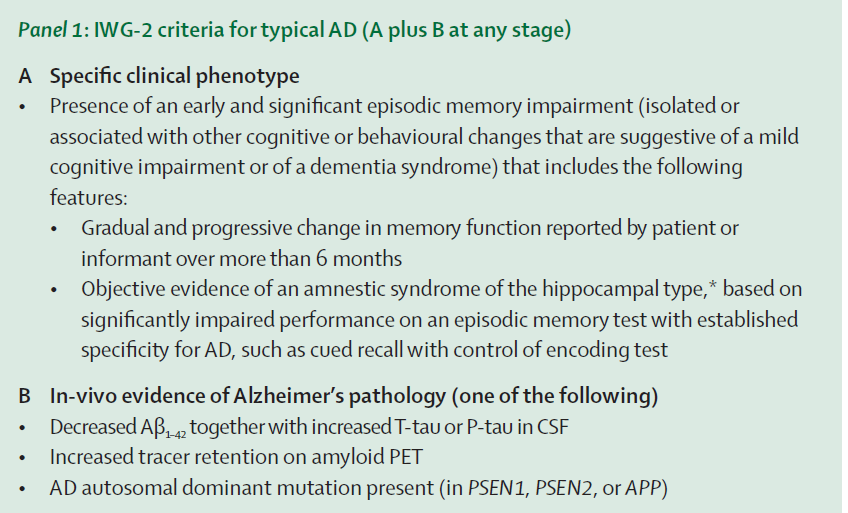 Panel 1: IWG-2 criteria for typical AD (A plus B at any stage)
A Specific clinical phenotype
• Presence of an early and significant episodic memory impairment (isolated or
associated with other cognitive or behavioural changes that are suggestive of a mild
cognitive impairment or of a dementia syndrome) that includes the following
features:
• Gradual and progressive change in memory function reported by patient or
informant over more than 6 months
• Objective evidence of an amnestic syndrome of the hippocampal type,* based on
significantly impaired performance on an episodic memory test with established
specificity for AD, such as cued recall with control of encoding test
B In-vivo evidence of Alzheimer’s pathology (one of the following)
• Decreased Aβ₁–₄₂ together with increased T-tau or P-tau in CSF
• Increased tracer retention on amyloid PET
• AD autosomal dominant mutation present (in PSEN1, PSEN2, or APP)